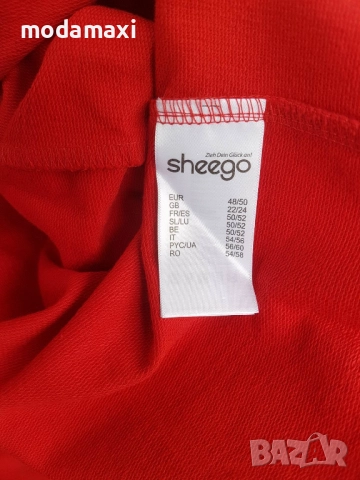 modamaxi
Zieh Dein Glück an!
sheego
EUR 48/50
GB 22/24
FR/ES 50/52
SL/LU 50/52
BE 50/52
IT 54/56
PYC/UA 56/60
RO 54/58
BAZAR